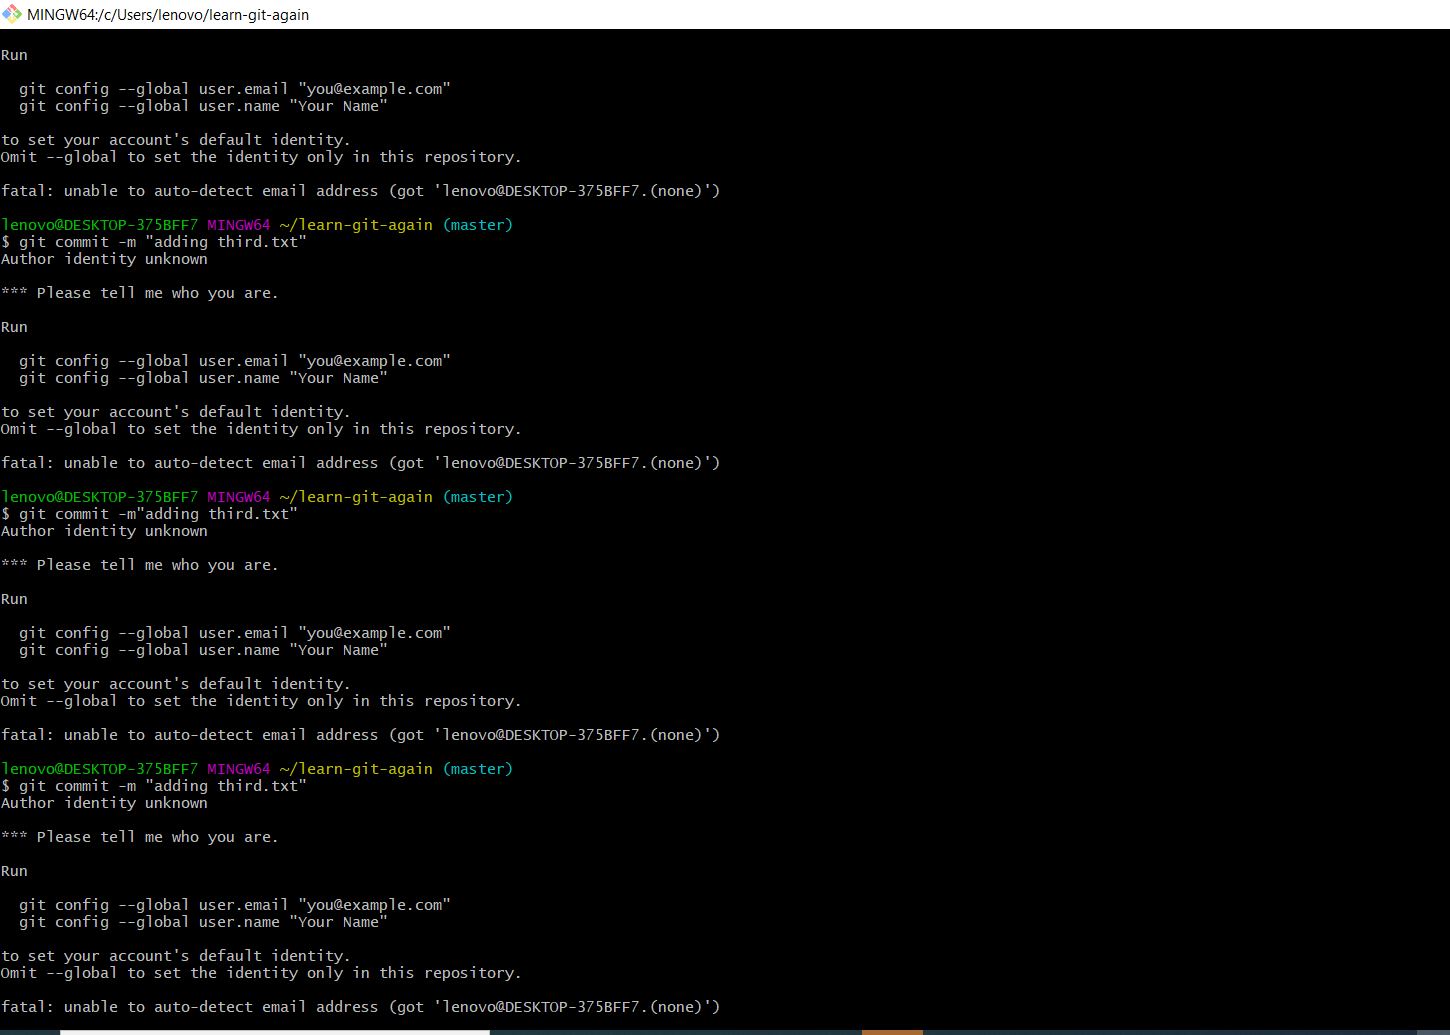 MINGW64:/c/Users/lenovo/learn-git-again
Run
git config --global user.email "you@example.com"
git config --global user.name "Your Name"
to set your account's default identity.
Omit --global to set the identity only in this repository.
fatal: unable to auto-detect email address (got 'lenovo@DESKTOP-375BFF7.(none)')
lenovo@DESKTOP-375BFF7 MINGW64 ~/learn-git-again (master)
$ git commit -m "adding third.txt"
Author identity unknown
*** Please tell me who you are.
Run
git config --global user.email "you@example.com"
git config --global user.name "Your Name"
to set your account's default identity.
Omit --global to set the identity only in this repository.
fatal: unable to auto-detect email address (got 'lenovo@DESKTOP-375BFF7.(none)')
lenovo@DESKTOP-375BFF7 MINGW64 ~/learn-git-again (master)
$ git commit -m"adding third.txt"
Author identity unknown
*** Please tell me who you are.
Run
git config --global user.email "you@example.com"
git config --global user.name "Your Name"
to set your account's default identity.
Omit --global to set the identity only in this repository.
fatal: unable to auto-detect email address (got 'lenovo@DESKTOP-375BFF7.(none)')
lenovo@DESKTOP-375BFF7 MINGW64 ~/learn-git-again (master)
$ git commit -m "adding third.txt"
Author identity unknown
*** Please tell me who you are.
Run
git config --global user.email "you@example.com"
git config --global user.name "Your Name"
to set your account's default identity.
Omit --global to set the identity only in this repository.
fatal: unable to auto-detect email address (got 'lenovo@DESKTOP-375BFF7.(none)')